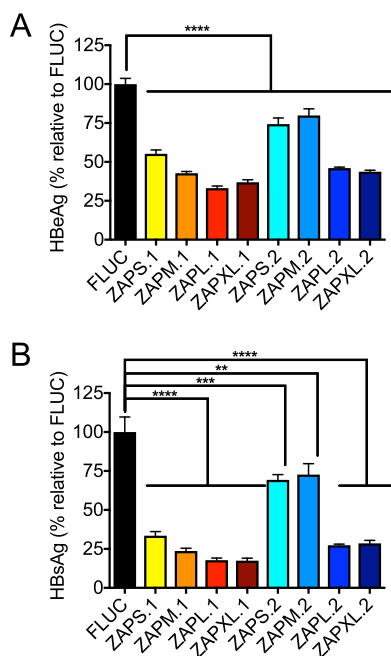 A
****
125
100
75
50
25
0
HBeAg (% relative to FLUC)
FLUC
ZAPS.1
ZAPM.1
ZAPL.1
ZAPXL.1
ZAPS.2
ZAPM.2
ZAPL.2
ZAPXL.2
B
****
**
***
****
125
100
75
50
25
0
HBsAg (% relative to FLUC)
FLUC
ZAPS.1
ZAPM.1
ZAPL.1
ZAPXL.1
ZAPS.2
ZAPM.2
ZAPL.2
ZAPXL.2